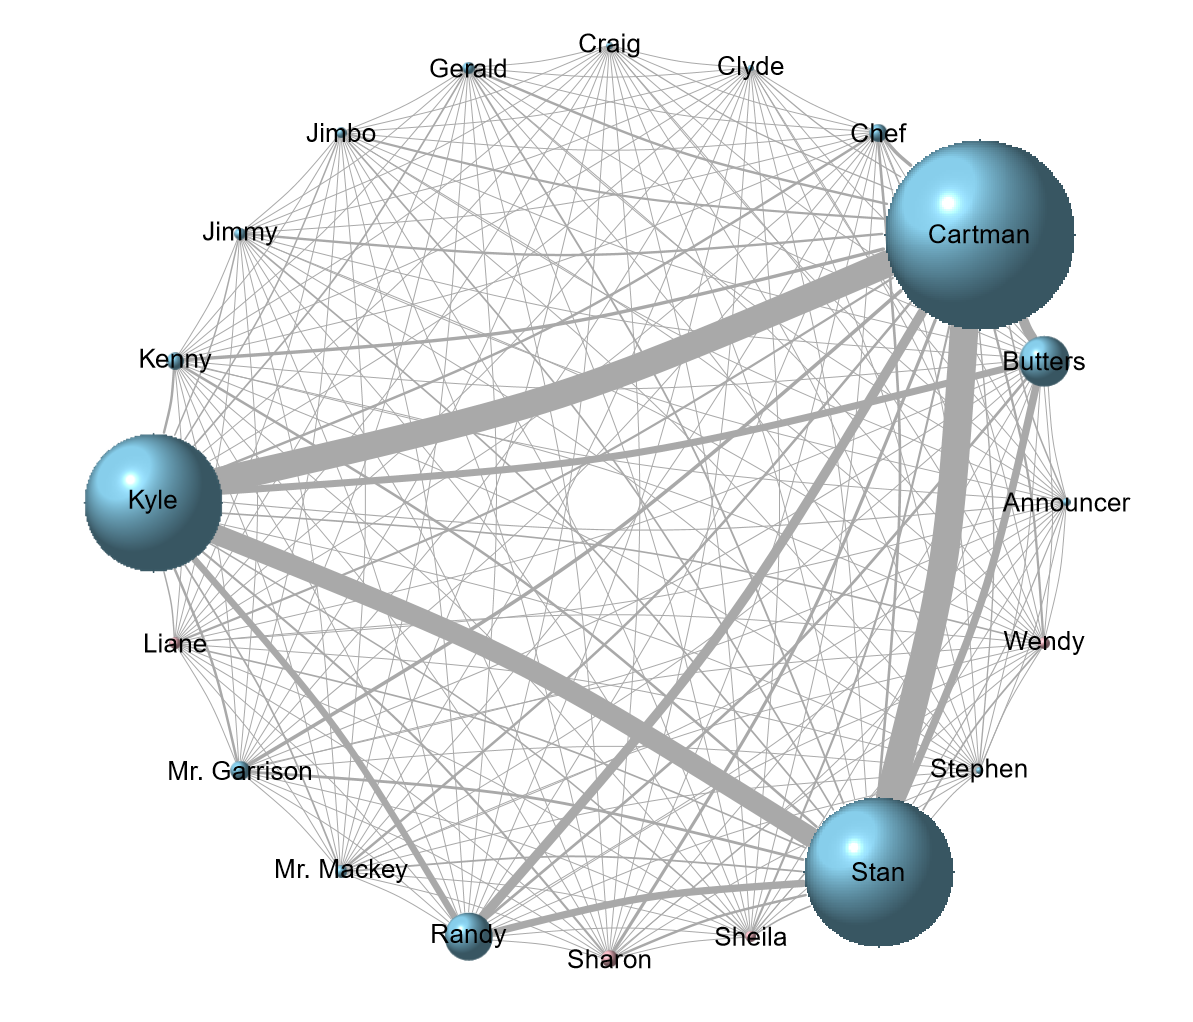 Craig
Clyde
Gerald
Chef
Jimbo
Cartman
Jimmy
Kenny
Butters
Kyle
Announcer
Liane
Wendy
Mr. Garrison
Stephen
Mr. Mackey
Stan
Randy
Sheila
Sharon